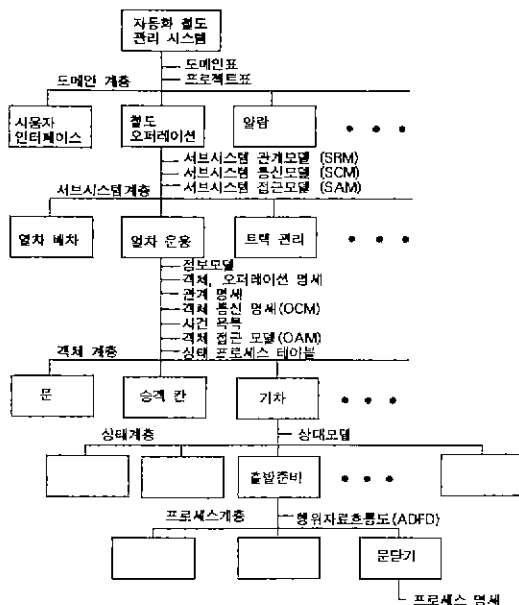 자동화 철도
관리 시스템
도메인표
프로젝트표
도메인 계층
사용자
인터페이스
철도
오퍼레이션
알람
서브시스템 관계모델 (SRM)
서브시스템 통신모델 (SCM)
서브시스템 접근모델 (SAM)
서브시스템계층
열차 배차
열차 운용
트랙 관리
정보모델
객체, 오퍼레이션 명세
관계 명세
객체 통신 명세(OCM)
사건 목록
객체 접근 모델 (OAM)
상태 프로세스 테이블
객체 계층
문
승객 칸
기차
상태계층
상태모델
출발준비
프로세스계층
행위자료흐름도(ADFD)
문닫기
프로세스 명세